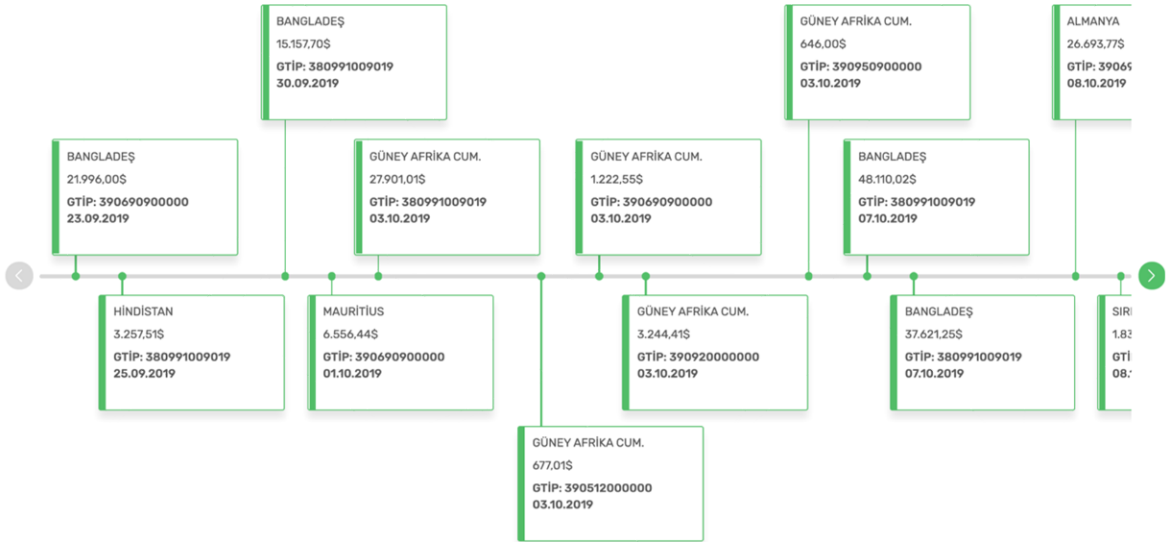 BANGLADEŞ
15.157,70$
GTİP: 380991009019
30.09.2019
GÜNEY AFRİKA CUM.
646,00$
GTİP: 390950900000
03.10.2019
ALMANYA
26.693,77$
GTİP: 3906
08.10.2019
BANGLADEŞ
21.996,00$
GTİP: 390690900000
23.09.2019
GÜNEY AFRİKA CUM.
27.901,01$
GTİP: 380991009019
03.10.2019
GÜNEY AFRİKA CUM.
1.222,55$
GTİP: 390690900000
03.10.2019
BANGLADEŞ
48.110,02$
GTİP: 380991009019
07.10.2019
HİNDİSTAN
3.257,51$
GTİP: 380991009019
25.09.2019
MAURİTİUS
6.556,44$
GTİP: 390690900000
01.10.2019
GÜNEY AFRİKA CUM.
3.244,41$
GTİP: 390920000000
03.10.2019
BANGLADEŞ
37.621,25$
GTİP: 380991009019
07.10.2019
1.83
08.
GÜNEY AFRİKA CUM.
677,01$
GTİP: 390512000000
03.10.2019